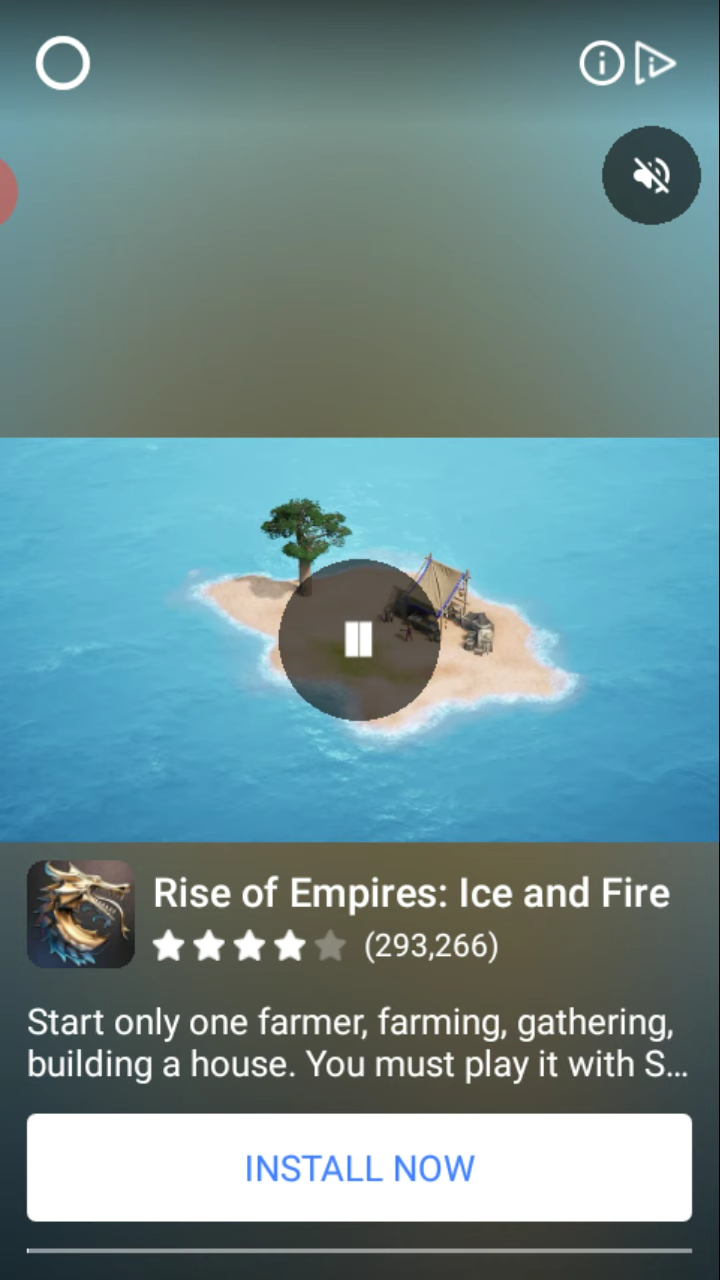 Rise of Empires: Ice and Fire
(293,266)
Start only one farmer, farming, gathering,
building a house. You must play it with S...
INSTALL NOW